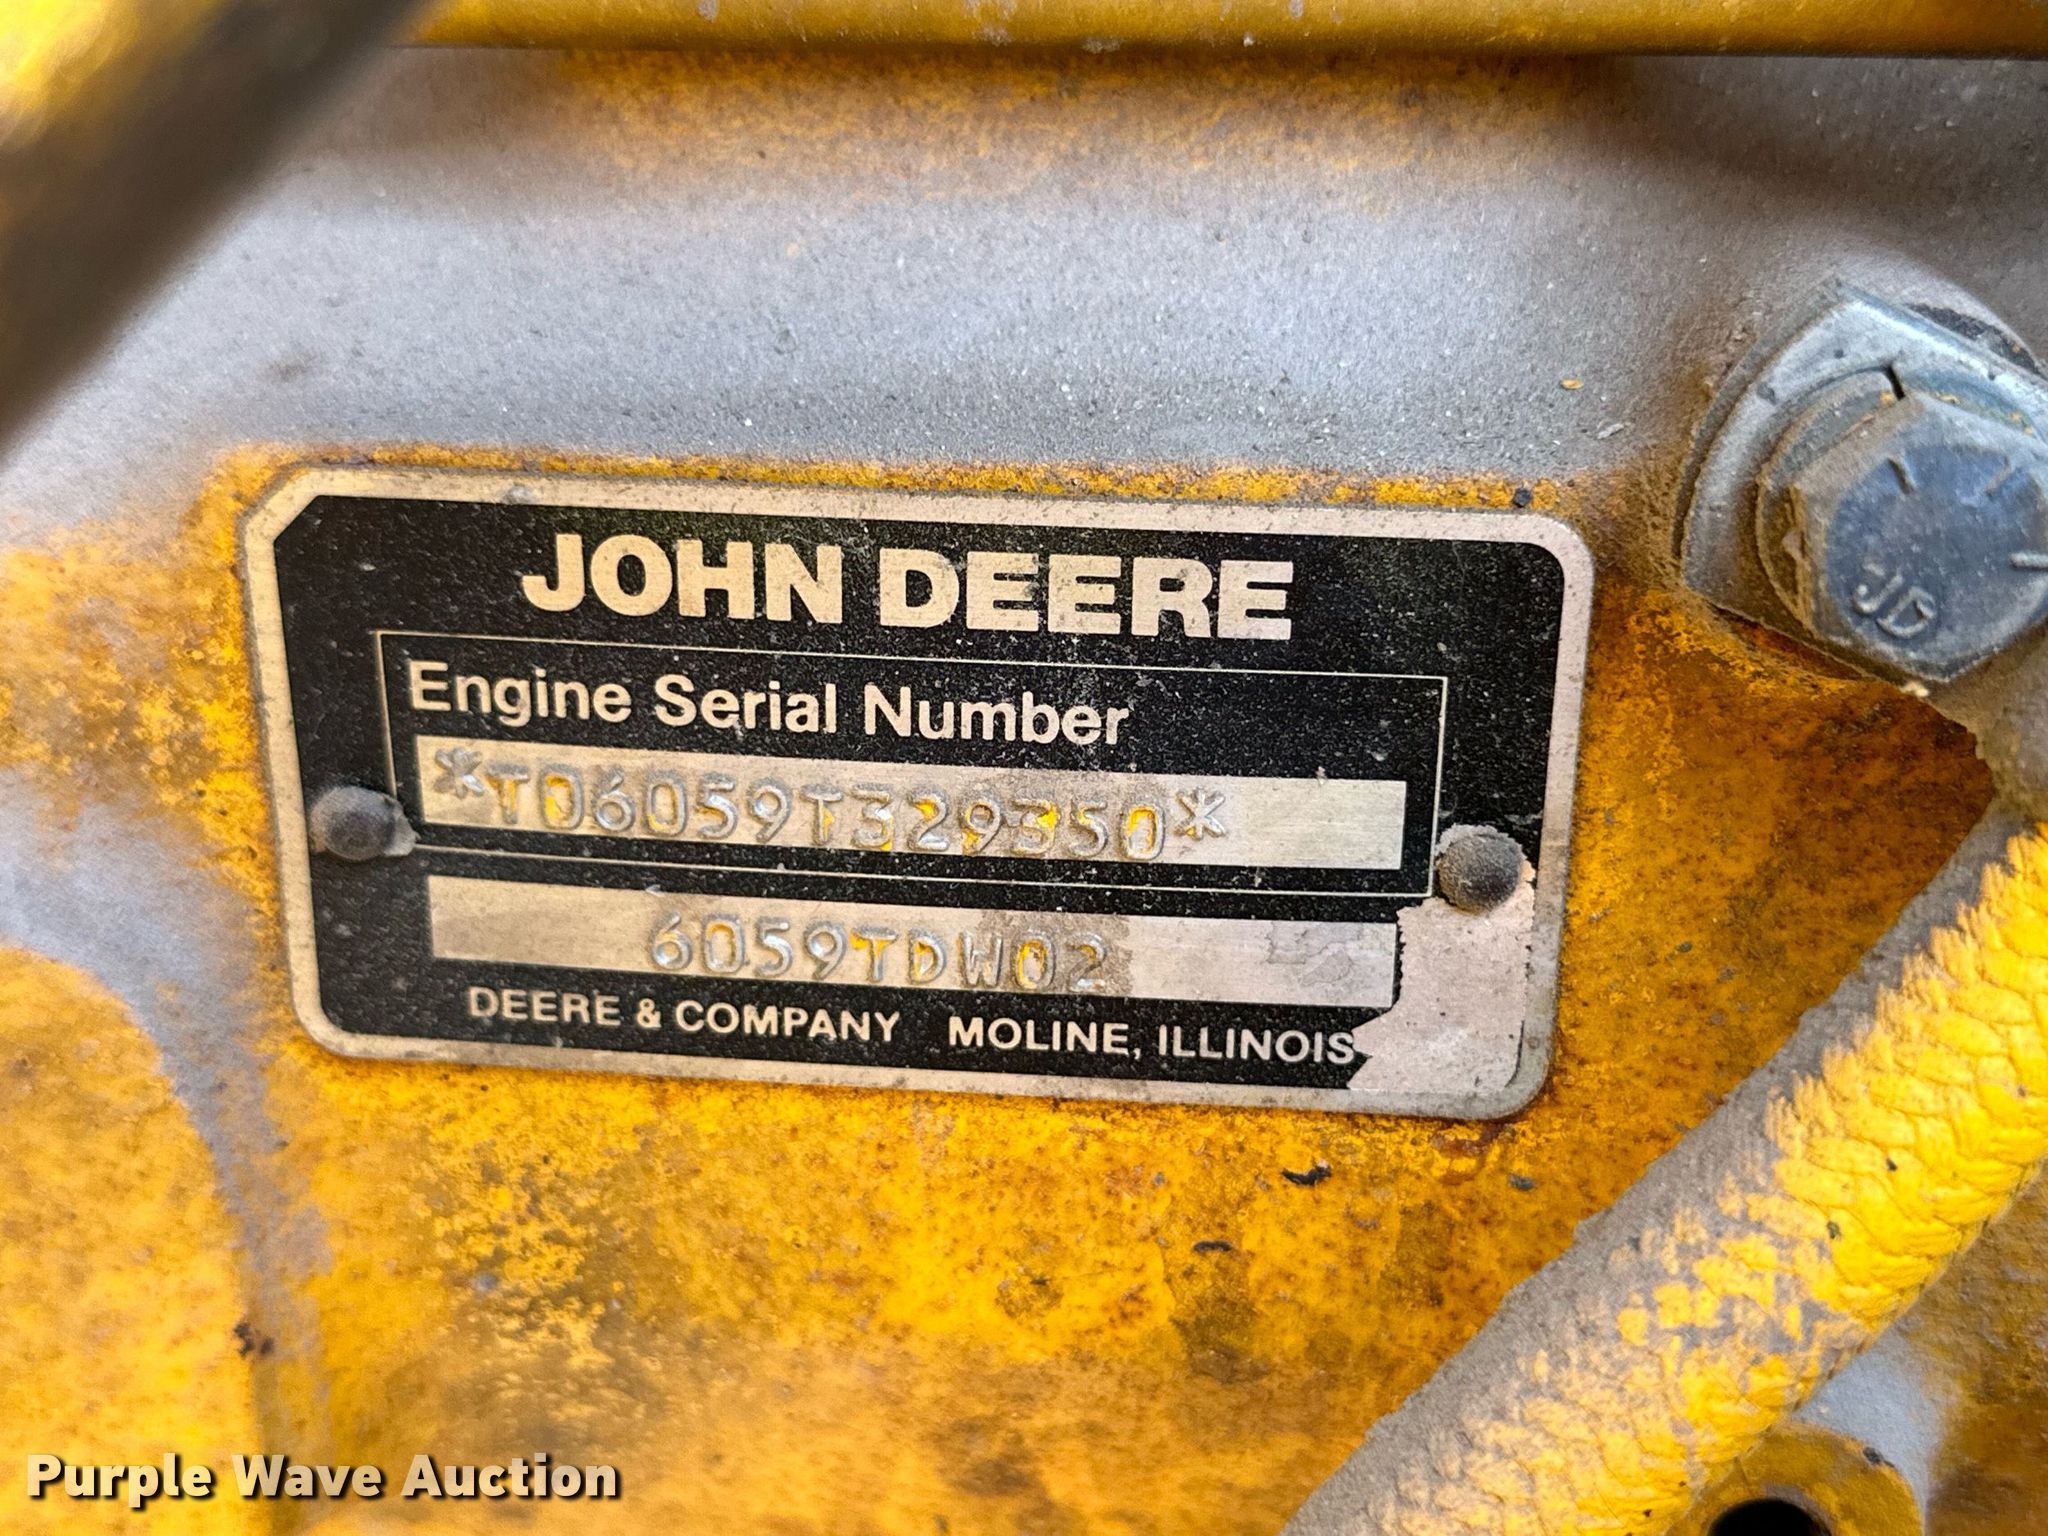 JOHN DEERE
Engine Serial Number
*T06059T329350*
6059TDW02
DEERE & COMPANY MOLINE, ILLINOIS
JD
Purple Wave Auction